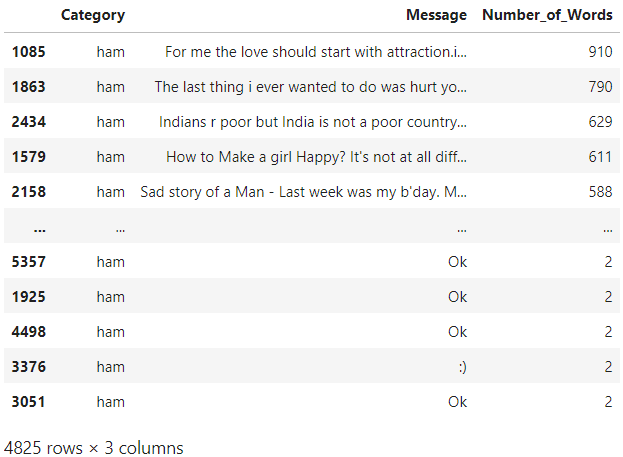 Category Message Number_of_Words
1085 ham For me the love should start with attraction.i... 910
1863 ham The last thing i ever wanted to do was hurt yo... 790
2434 ham Indians r poor but India is not a poor country... 629
1579 ham How to Make a girl Happy? It's not at all diff... 611
2158 ham Sad story of a Man - Last week was my b'day. M... 588
... ... ... ...
5357 ham Ok 2
1925 ham Ok 2
4498 ham Ok 2
3376 ham :) 2
3051 ham Ok 2
4825 rows × 3 columns